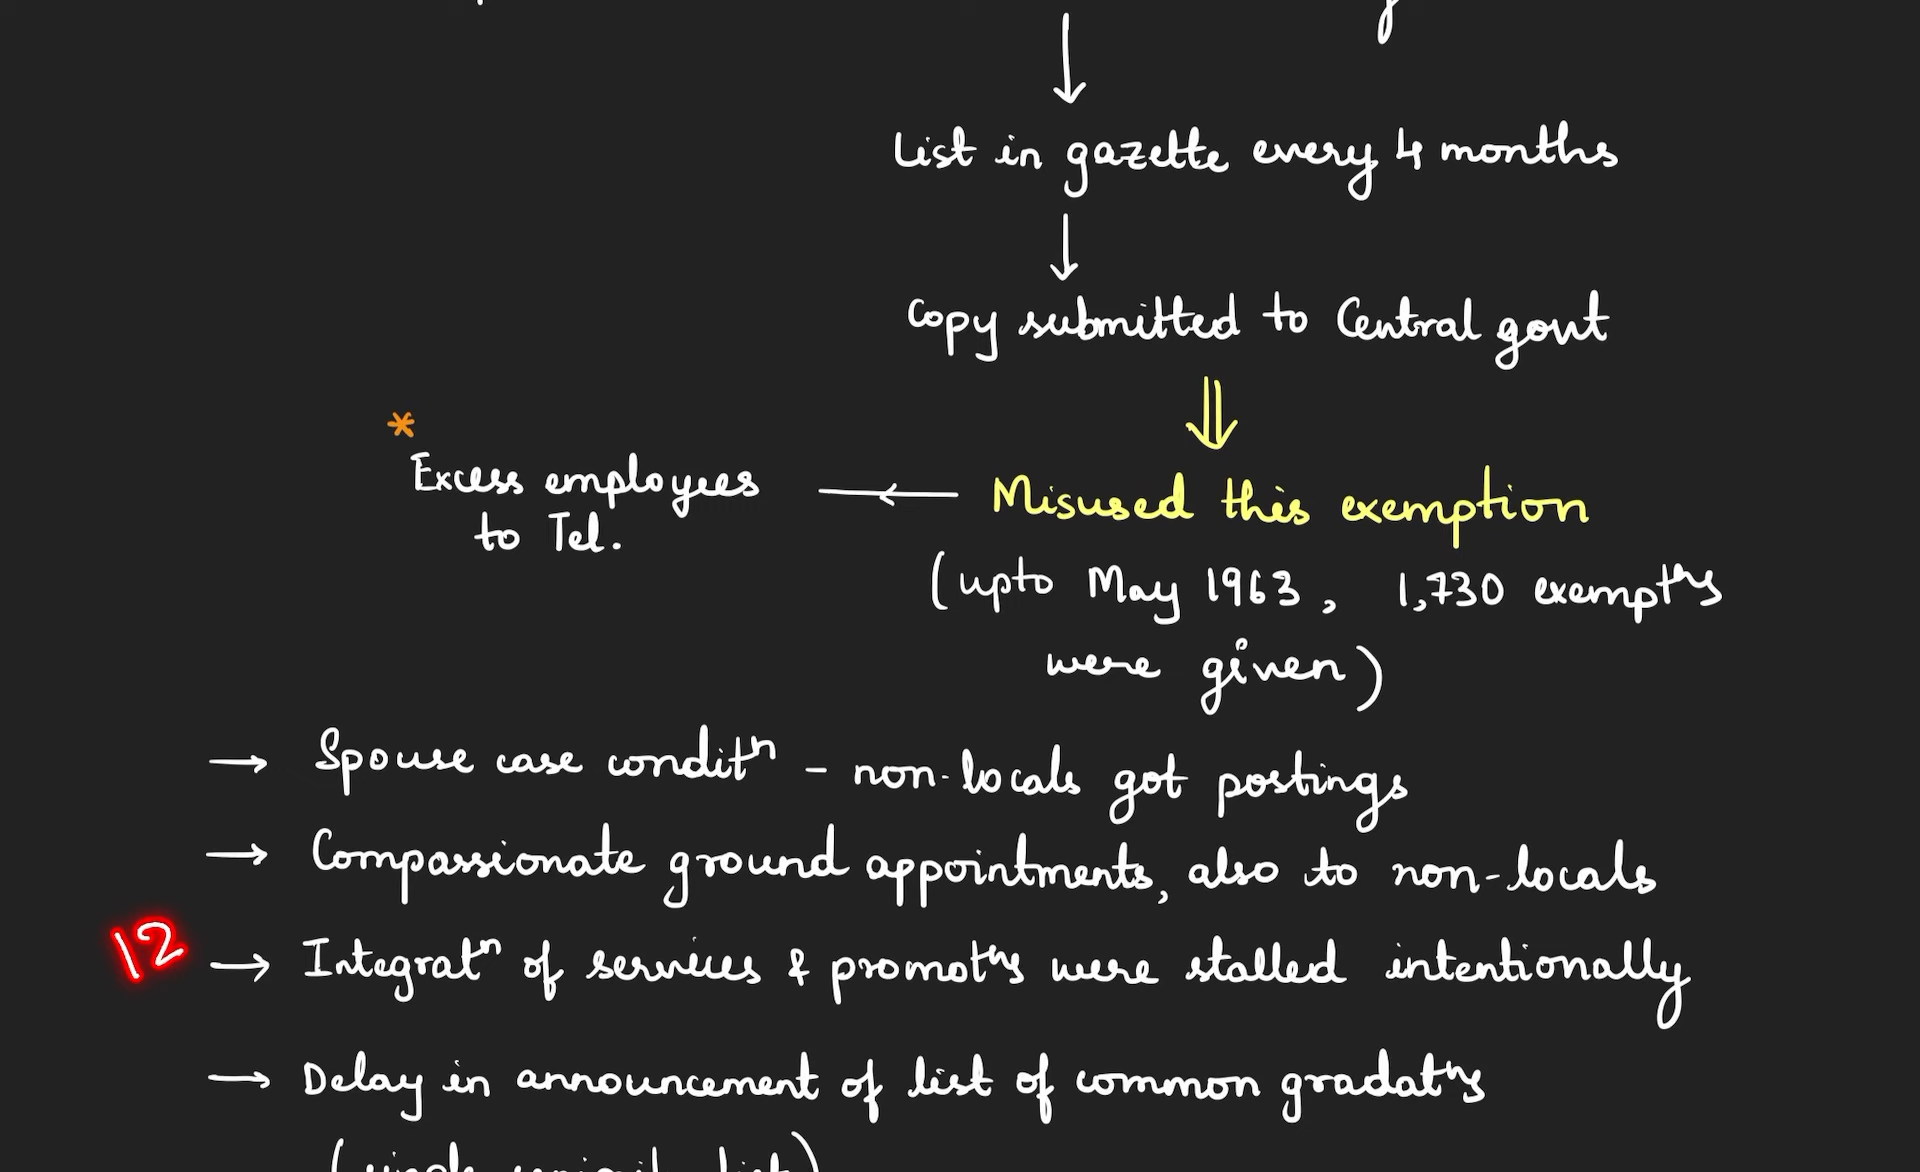 List in gazette every 4 months
Copy submitted to Central govt
*
Excess employees
to Tel.
Misused this exemption
(upto May 1963, 1,730 exemptⁿs
were given)
→ Spouse case conditⁿ - non-locals got postings
→ Compassionate ground appointments, also to non-locals
12 → Integratⁿ of services & promotⁿs were stalled intentionally
→ Delay in announcement of list of common gradatⁿs